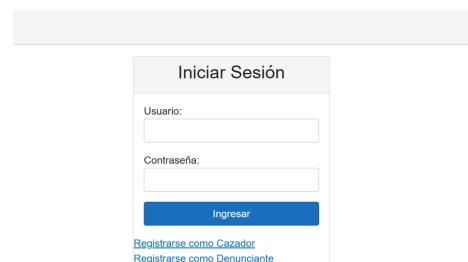 Iniciar Sesión
Usuario:
Contraseña:
Ingresar
Registrarse como Cazador
Registrarse como Denunciante